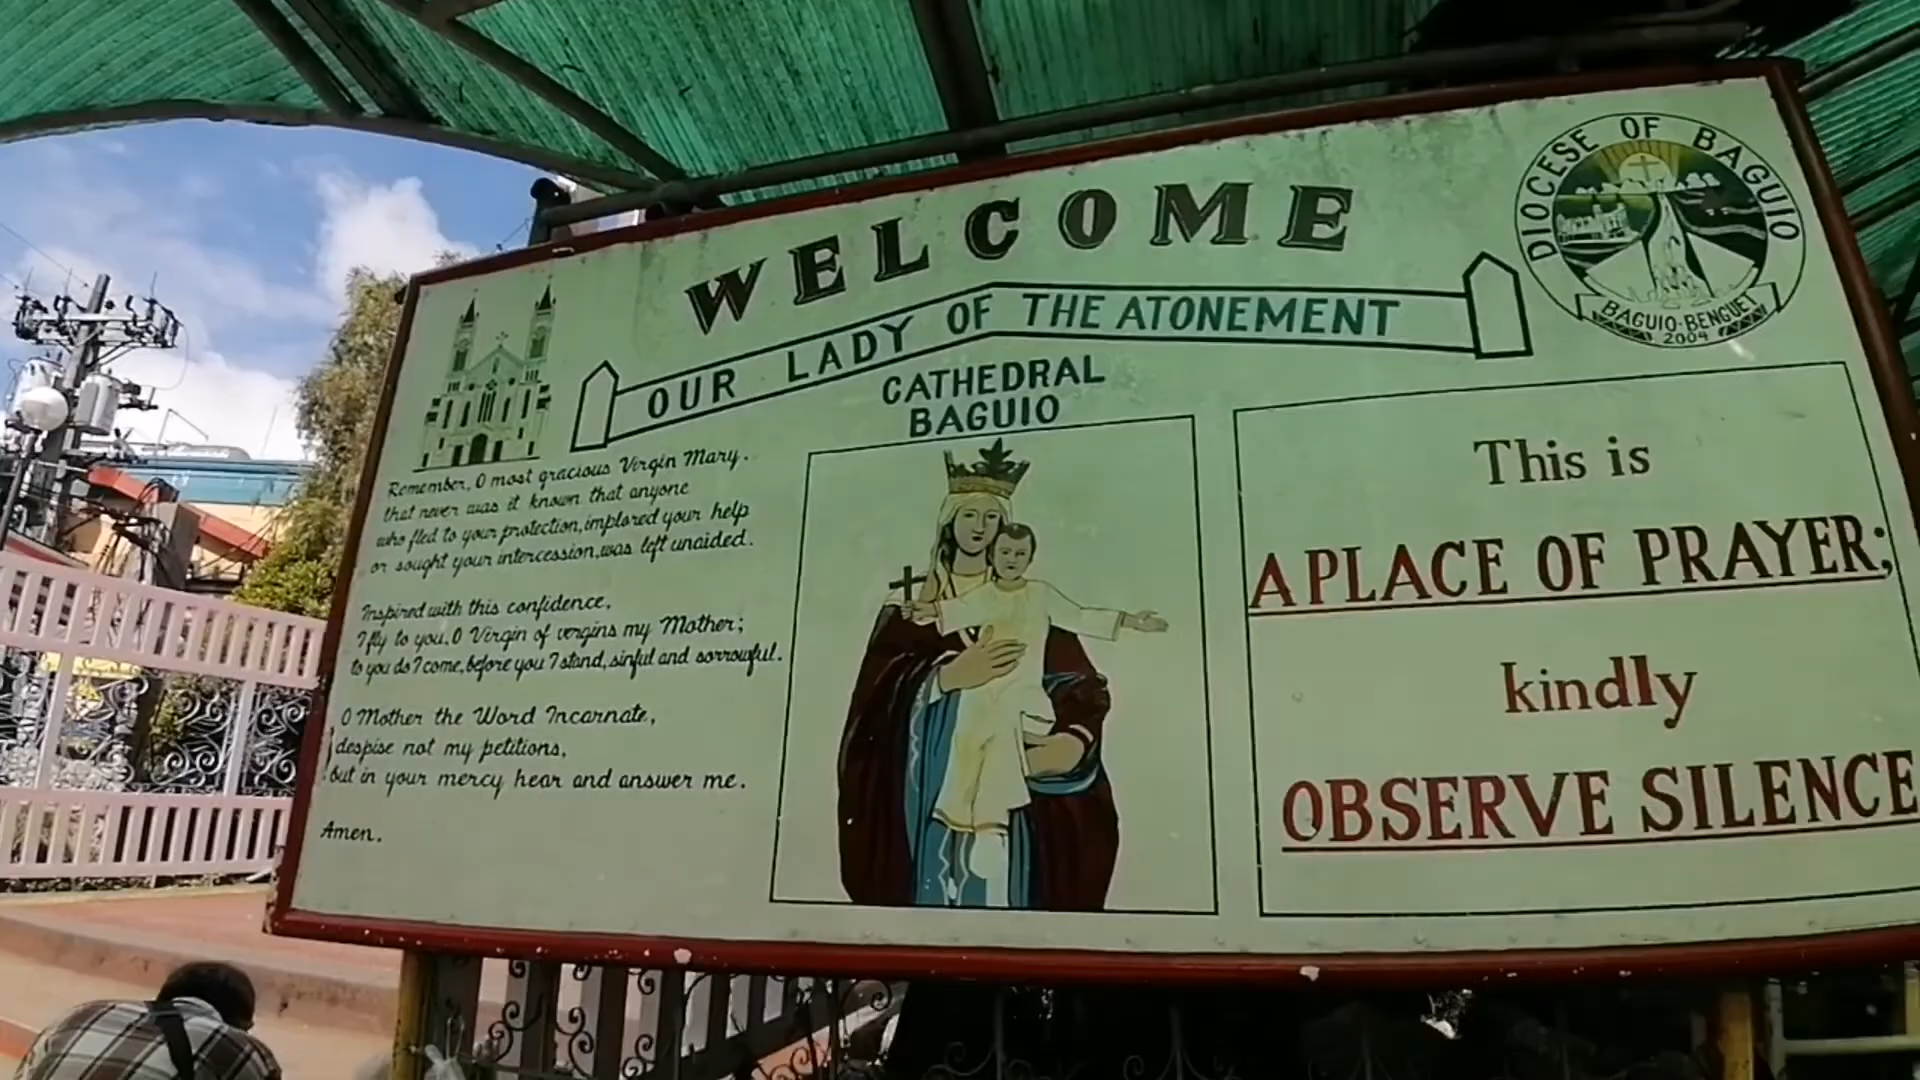 WELCOME
OUR LADY OF THE ATONEMENT
CATHEDRAL
BAGUIO
DIOCESE OF BAGUIO
BAGUIO-BENGUET
2004
Remember, O most gracious Virgin Mary.
that never was it known that anyone
who fled to your protection, implored your help
or sought your intercession, was left unaided.
Inspired with this confidence,
I fly to you, O Virgin of vergins my Mother;
to you do I come, before you I stand, sinful and sorrowful.
O Mother the Word Incarnate,
despise not my petitions,
but in your mercy hear and answer me.
Amen.
This is
A PLACE OF PRAYER;
kindly
OBSERVE SILENCE